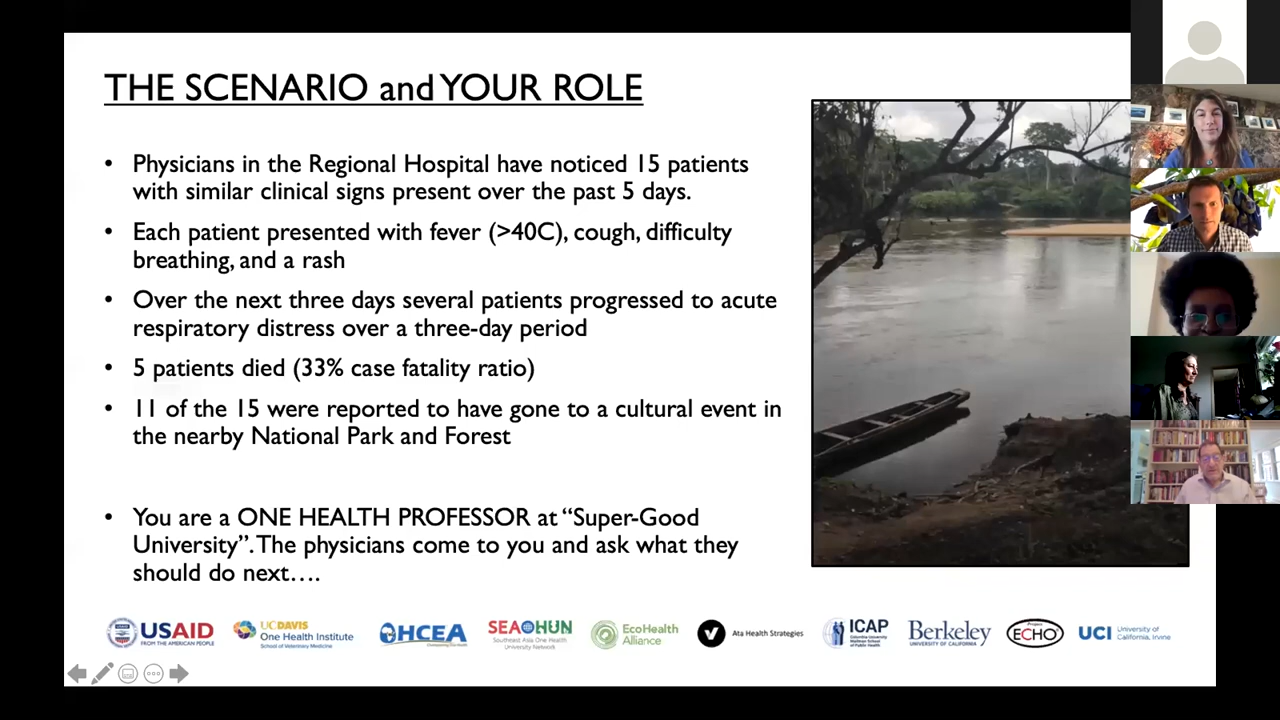 THE SCENARIO and YOUR ROLE
• Physicians in the Regional Hospital have noticed 15 patients
with similar clinical signs present over the past 5 days.
• Each patient presented with fever (>40C), cough, difficulty
breathing, and a rash
• Over the next three days several patients progressed to acute
respiratory distress over a three-day period
• 5 patients died (33% case fatality ratio)
• 11 of the 15 were reported to have gone to a cultural event in
the nearby National Park and Forest
• You are a ONE HEALTH PROFESSOR at “Super-Good
University”. The physicians come to you and ask what they
should do next….
USAID
FROM THE AMERICAN PEOPLE
UCDAVIS
One Health Institute
School of Veterinary Medicine
OHCEA
SEAOHUN
Southeast Asia One Health
University Network
EcoHealth
Alliance
Ata Health Strategies
ICAP
Columbia University
Mailman School
of Public Health
Berkeley
UNIVERSITY OF CALIFORNIA
Project
ECHO
UCI
University of
California, Irvine